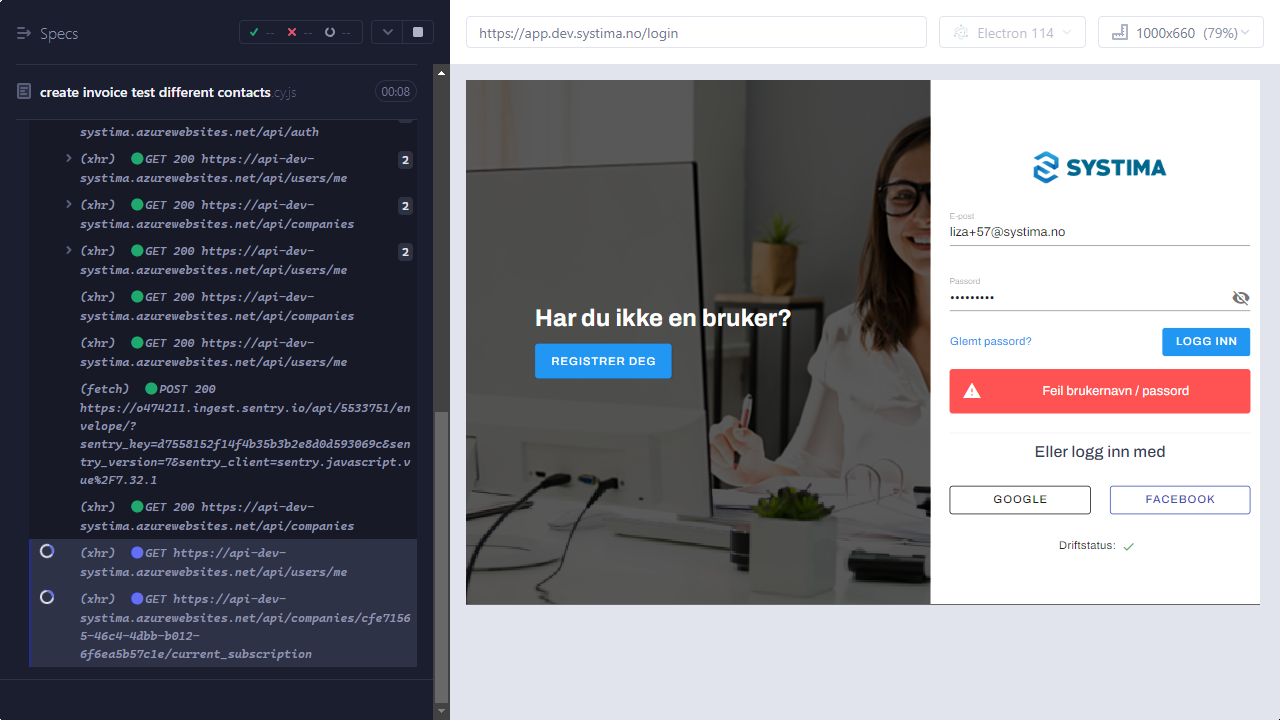 Specs
-- -- --
create invoice test different contacts.cy.js
00:08
systima.azurewebsites.net/api/auth
(xhr) GET 200 https://api-dev-
systima.azurewebsites.net/api/users/me
2
(xhr) GET 200 https://api-dev-
systima.azurewebsites.net/api/companies
2
(xhr) GET 200 https://api-dev-
systima.azurewebsites.net/api/users/me
2
(xhr) GET 200 https://api-dev-
systima.azurewebsites.net/api/companies
(xhr) GET 200 https://api-dev-
systima.azurewebsites.net/api/users/me
(fetch) POST 200
https://o474211.ingest.sentry.io/api/5533751/en
velope/?
sentry_key=d7558152f14f4b35b3b2e8d0d593069c&sen
try_version=7&sentry_client=sentry.javascript.v
ue%2F7.32.1
(xhr) GET 200 https://api-dev-
systima.azurewebsites.net/api/companies
(xhr) GET https://api-dev-
systima.azurewebsites.net/api/users/me
(xhr) GET https://api-dev-
systima.azurewebsites.net/api/companies/cfe7156
5-46c4-4dbb-b012-
6f6ea5b57c1e/current_subscription
https://app.dev.systima.no/login
Electron 114
1000x660 (79%)
Har du ikke en bruker?
REGISTRER DEG
SYSTIMA
E-post
liza+57@systima.no
Passord
•••••••••
Glemt passord?
LOGG INN
Feil brukernavn / passord
Eller logg inn med
GOOGLE
FACEBOOK
Driftstatus: